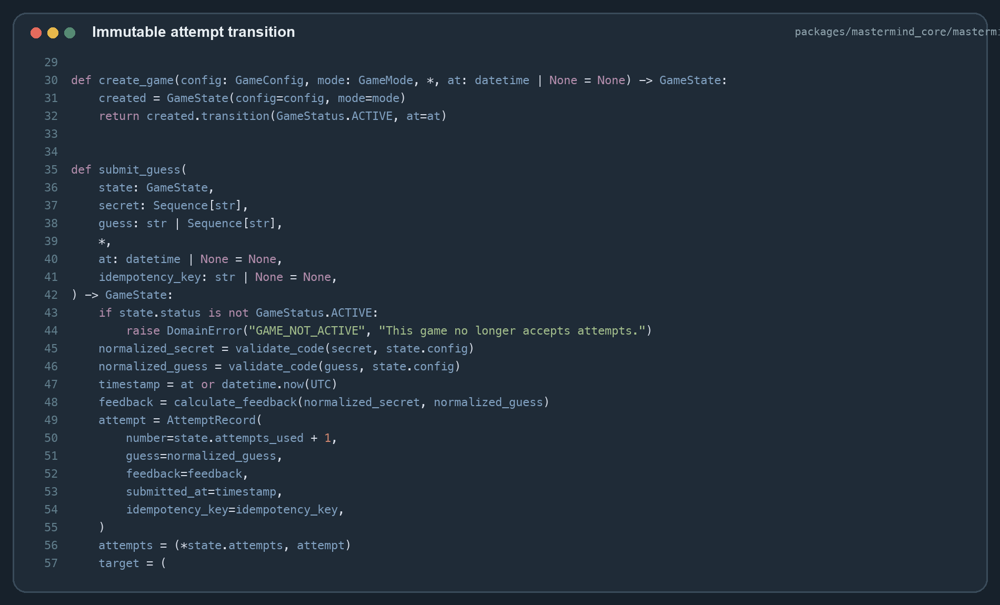 Immutable attempt transition
packages/mastermind_core/mastermi
29
30 def create_game(config: GameConfig, mode: GameMode, *, at: datetime | None = None) -> GameState:
31     created = GameState(config=config, mode=mode)
32     return created.transition(GameStatus.ACTIVE, at=at)
33
34
35 def submit_guess(
36     state: GameState,
37     secret: Sequence[str],
38     guess: str | Sequence[str],
39     *,
40     at: datetime | None = None,
41     idempotency_key: str | None = None,
42 ) -> GameState:
43     if state.status is not GameStatus.ACTIVE:
44         raise DomainError("GAME_NOT_ACTIVE", "This game no longer accepts attempts.")
45     normalized_secret = validate_code(secret, state.config)
46     normalized_guess = validate_code(guess, state.config)
47     timestamp = at or datetime.now(UTC)
48     feedback = calculate_feedback(normalized_secret, normalized_guess)
49     attempt = AttemptRecord(
50         number=state.attempts_used + 1,
51         guess=normalized_guess,
52         feedback=feedback,
53         submitted_at=timestamp,
54         idempotency_key=idempotency_key,
55     )
56     attempts = (*state.attempts, attempt)
57     target = (